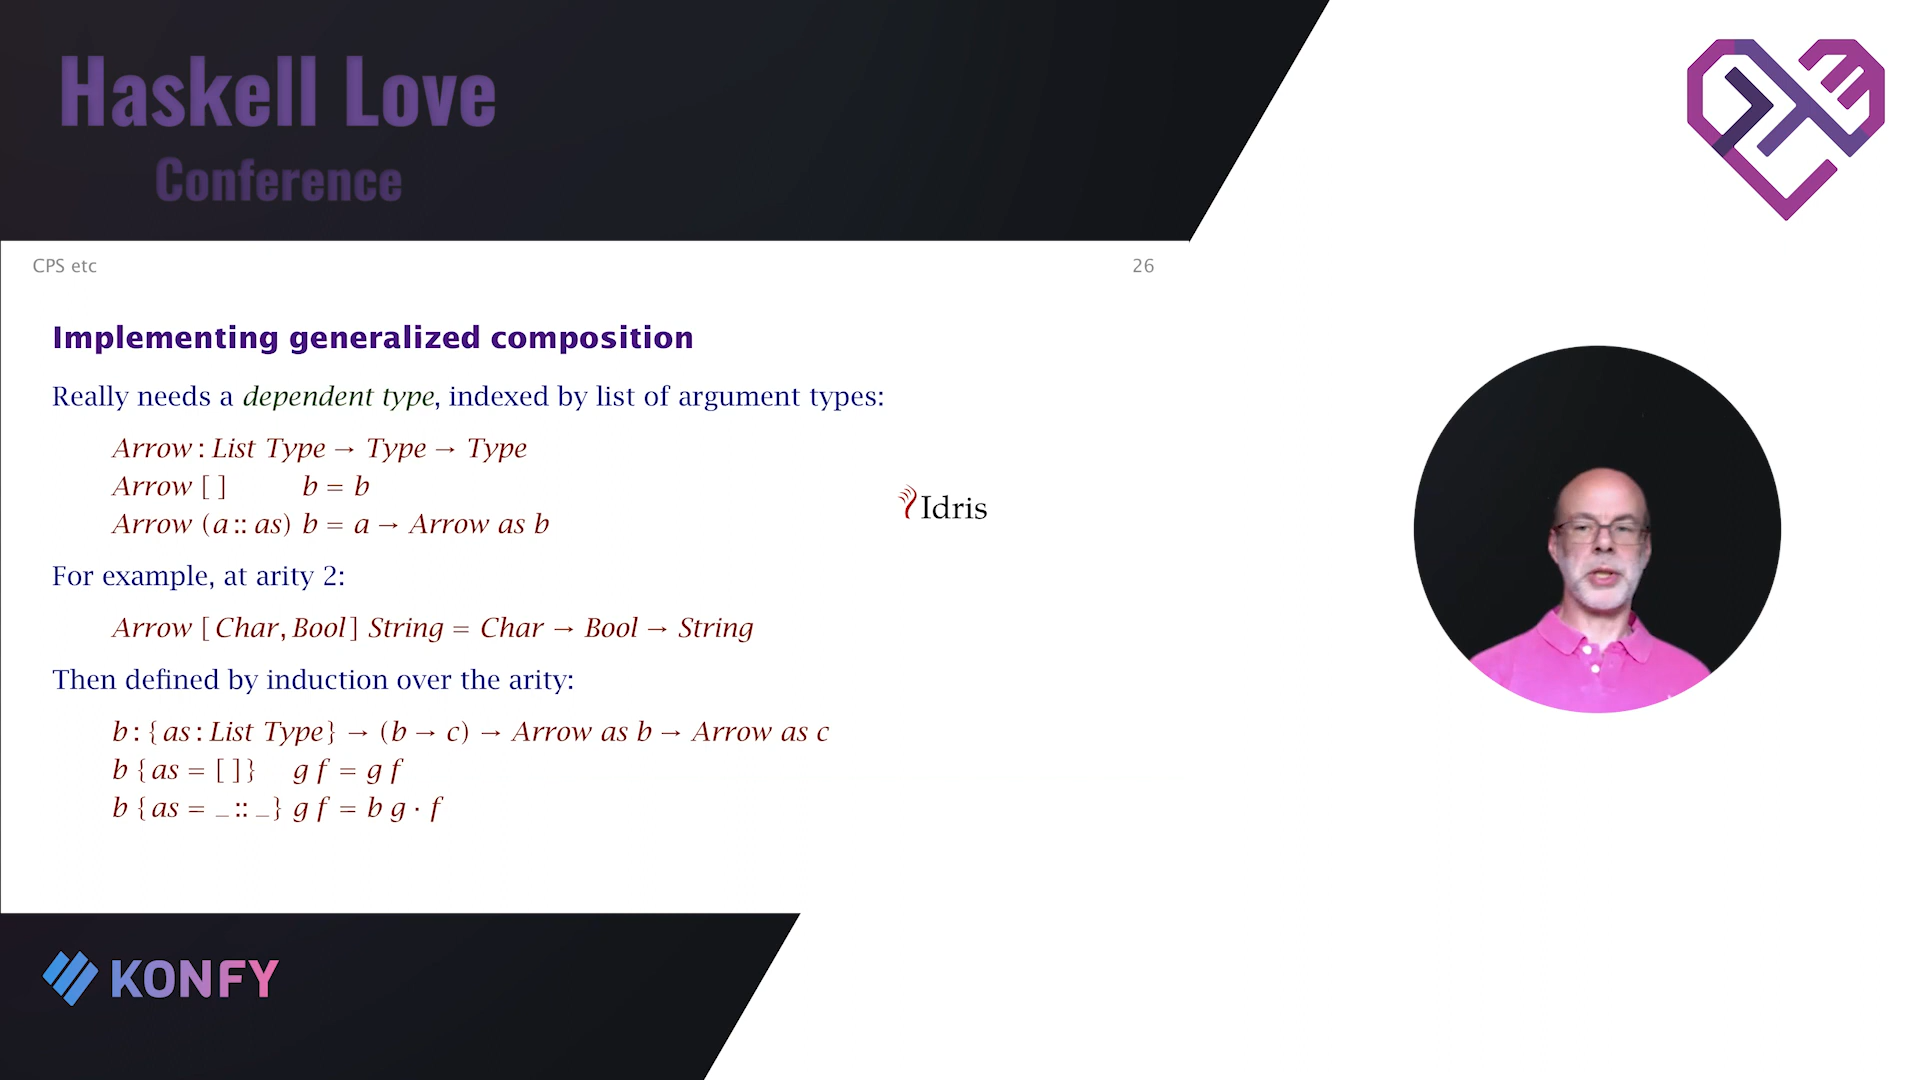 Haskell Love
Conference
CPS etc
26
Implementing generalized composition
Really needs a dependent type, indexed by list of argument types:
Arrow : List Type → Type → Type
Arrow [ ] b = b
Arrow (a :: as) b = a → Arrow as b
Idris
For example, at arity 2:
Arrow [Char, Bool] String = Char → Bool → String
Then defined by induction over the arity:
b : {as : List Type} → (b → c) → Arrow as b → Arrow as c
b {as = [ ]} g f = g f
b {as = _ :: _} g f = b g · f
KONFY